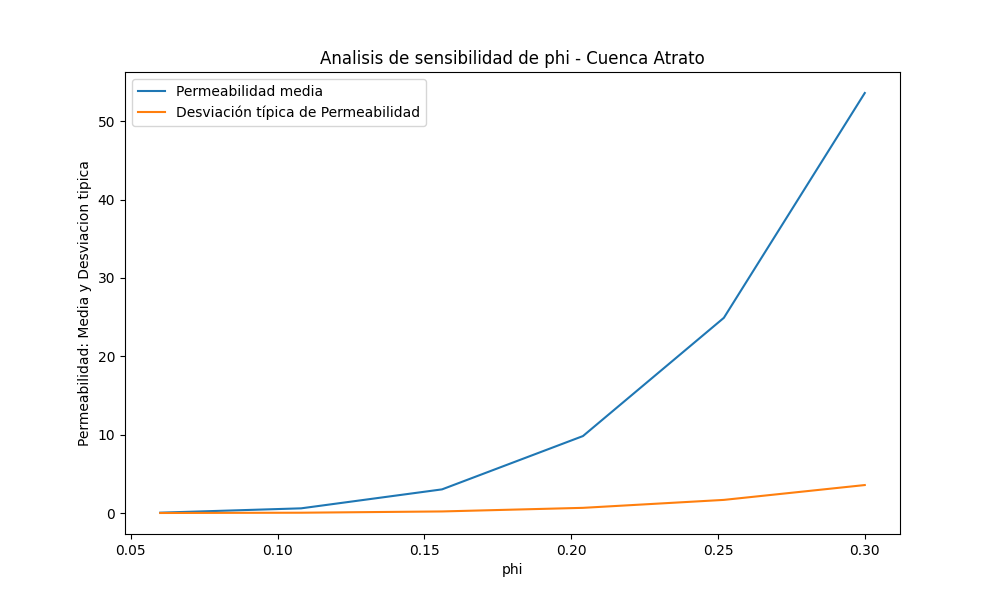 Analisis de sensibilidad de phi - Cuenca Atrato
Permeabilidad media
Desviación típica de Permeabilidad
Permeabilidad: Media y Desviacion tipica
50
40
30
20
10
0
0.05
0.10
0.15
0.20
0.25
0.30
phi